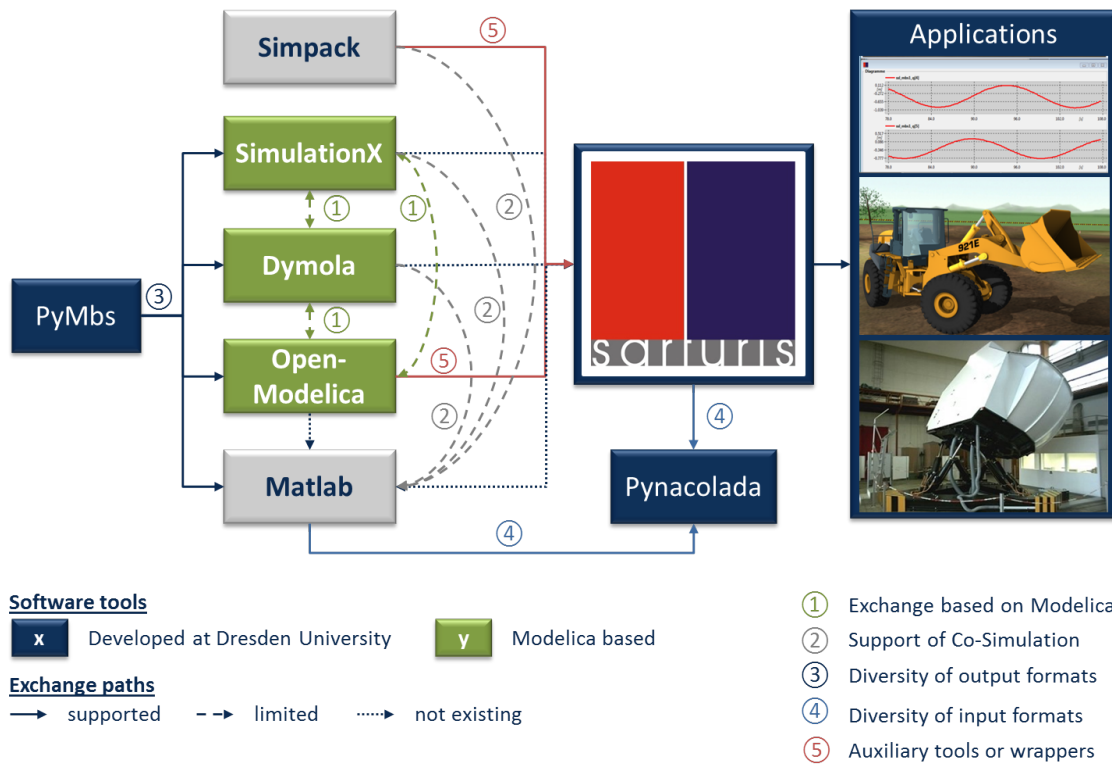 Simpack
5
Applications
Diagramme
SimulationX
1
1
2
Dymola
3
PyMbs
2
1
921E
Open-
Modelica
5
sarturis
2
4
Matlab
Pynacolada
4
Software tools
x Developed at Dresden University
y Modelica based
Exchange paths
supported
limited
not existing
1 Exchange based on Modelica
2 Support of Co-Simulation
3 Diversity of output formats
4 Diversity of input formats
5 Auxiliary tools or wrappers